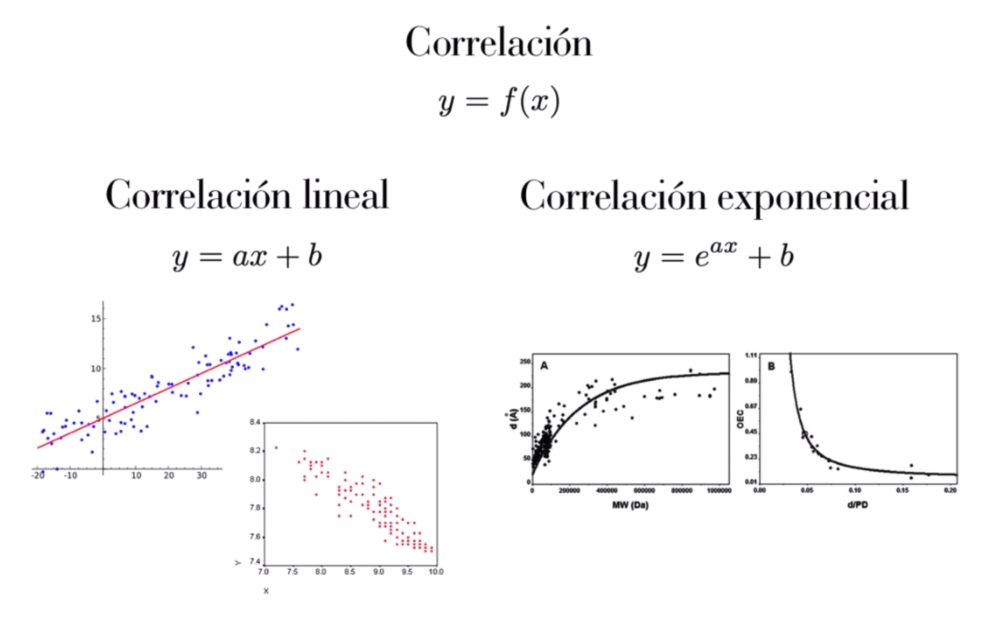 Correlación
y = f(x)
Correlación lineal
y = ax + b
Correlación exponencial
y = e^{ax} + b
15
10
5
-20 -10 10 20 30
8.4
8.2
8.0
7.8
7.6
7.4
7.0 7.5 8.0 8.5 9.0 9.5 10.0
Y
X
A
250
200
150
100
50
0
d (Å)
0 200000 400000 600000 800000 1000000
MW (Da)
B
1.11
0.89
0.67
0.45
0.23
0.01
OEC
0.00 0.05 0.10 0.15 0.20
d/PD